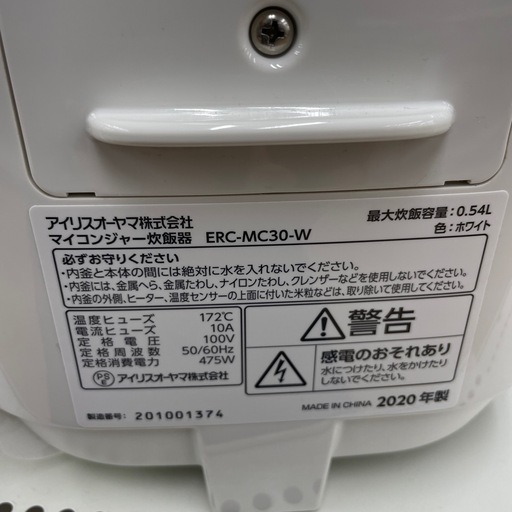 アイリスオーヤマ株式会社
マイコンジャー炊飯器 ERC-MC30-W
最大炊飯容量：0.54L
色：ホワイト
必ずお守りください
・内釜と本体の間には絶対に水を入れないでください。
・内釜には、金属へら、金属たわし、ナイロンたわし、クレンザーなどを使用しないでください。
・内釜の外側、ヒーター、温度センサーの上面に付いた米粒などは、取り除いて使用してください。
温度ヒューズ 172℃
電流ヒューズ 10A
定格電圧 100V
定格周波数 50/60Hz
定格消費電力 475W
PSE アイリスオーヤマ株式会社
製造番号： 201001374
警告
感電のおそれあり
水につけたり、水をかけたり
しないでください。
MADE IN CHINA 2020年製